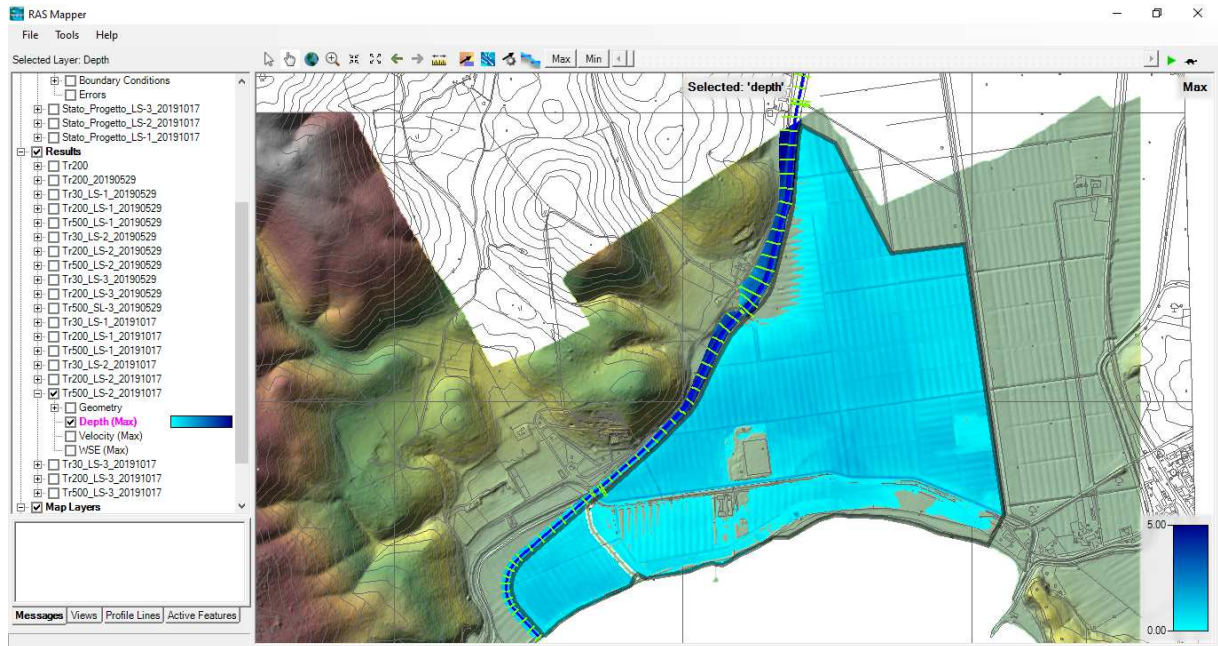 RAS Mapper
File Tools Help
Selected Layer: Depth
Max Min
Boundary Conditions
Errors
Stato_Progetto_LS-3_20191017
Stato_Progetto_LS-2_20191017
Stato_Progetto_LS-1_20191017
Results
Tr200
Tr200_20190529
Tr30_LS-1_20190529
Tr200_LS-1_20190529
Tr500_LS-1_20190529
Tr30_LS-2_20190529
Tr200_LS-2_20190529
Tr500_LS-2_20190529
Tr30_LS-3_20190529
Tr200_LS-3_20190529
Tr500_SL-3_20190529
Tr30_LS-1_20191017
Tr200_LS-1_20191017
Tr500_LS-1_20191017
Tr30_LS-2_20191017
Tr200_LS-2_20191017
Tr500_LS-2_20191017
Geometry
Depth (Max)
Velocity (Max)
WSE (Max)
Tr30_LS-3_20191017
Tr200_LS-3_20191017
Tr500_LS-3_20191017
Map Layers
Messages Views Profile Lines Active Features
Selected: 'depth'
Max
5.00
0.00